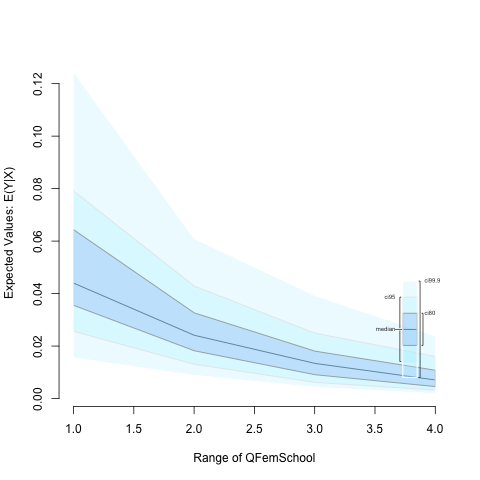 Expected Values: E(Y|X)
0.12
0.10
0.08
0.06
0.04
0.02
0.00
ci99.9
ci95
ci80
median
1.0 1.5 2.0 2.5 3.0 3.5 4.0
Range of QFemSchool